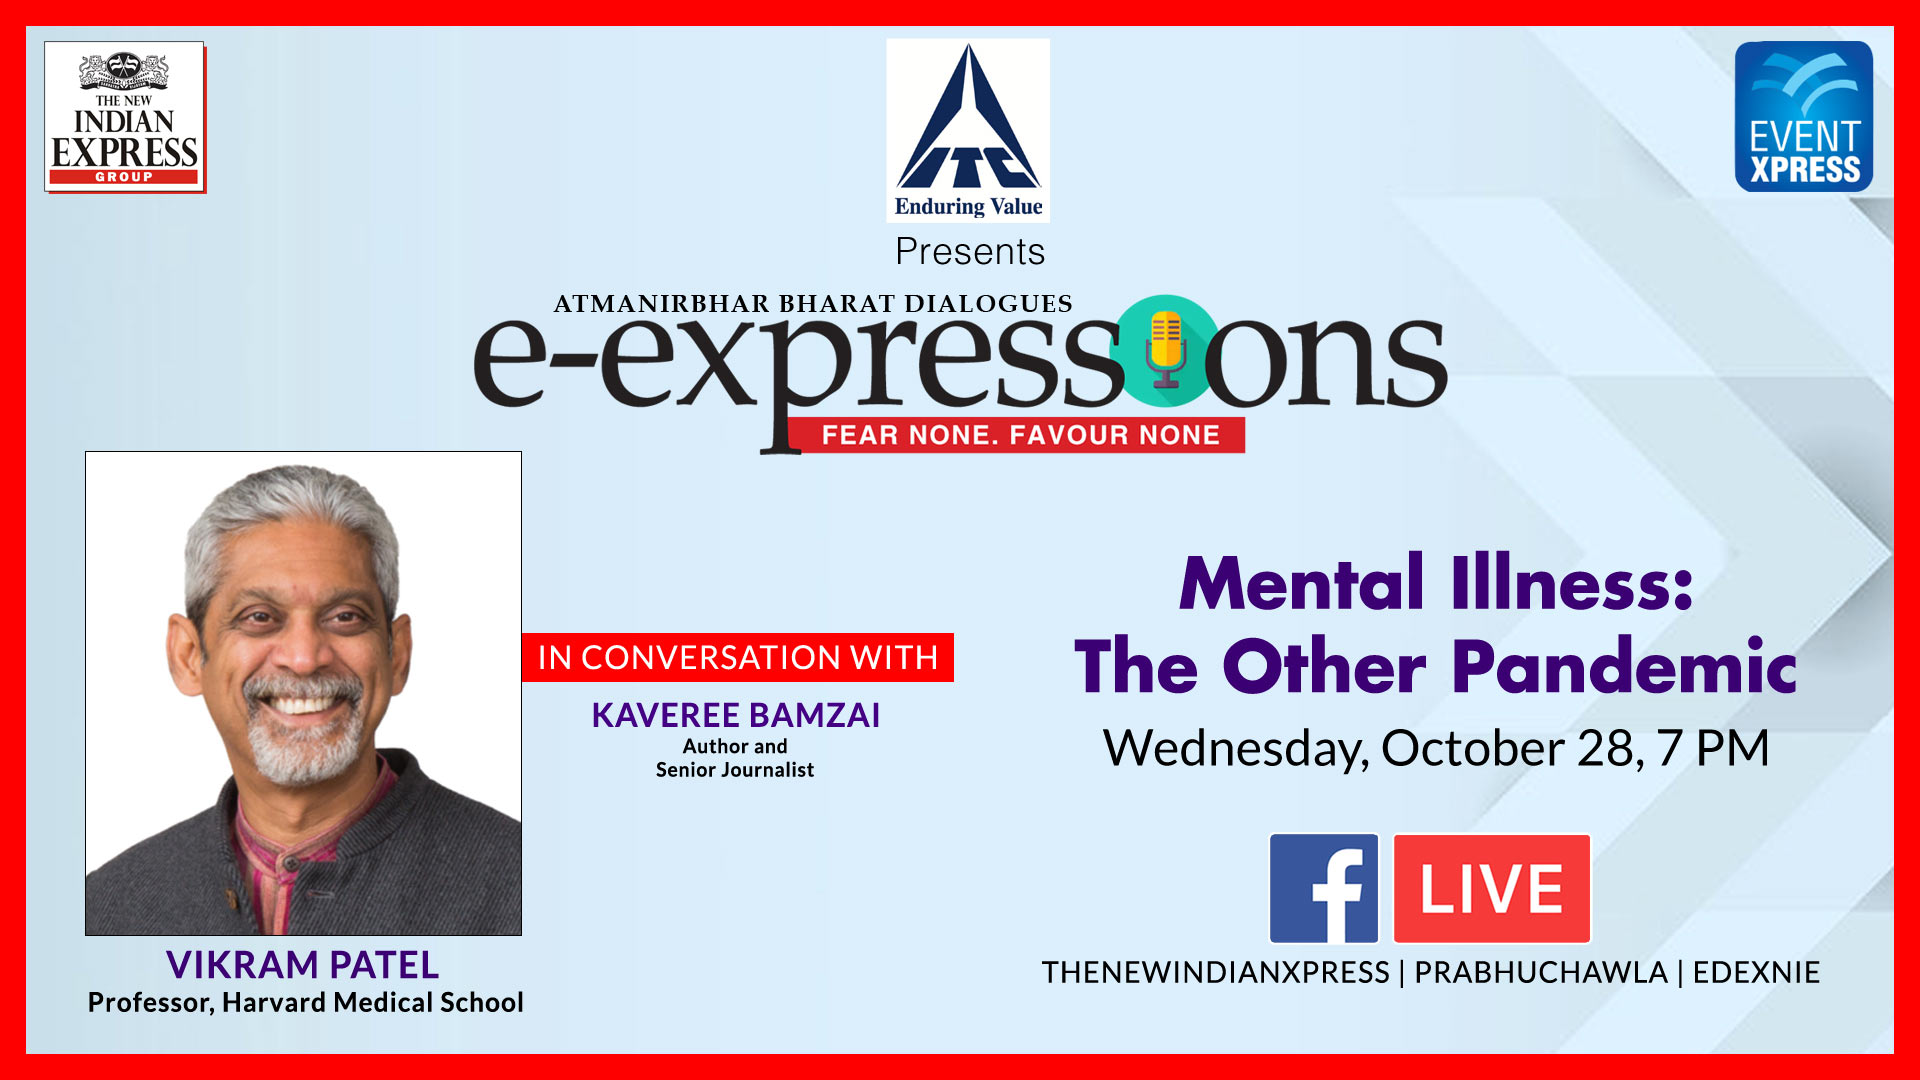 THE NEW
INDIAN
EXPRESS
GROUP
ITC
Enduring Value
Presents
EVENT
XPRESS
ATMANIRBHAR BHARAT DIALOGUES
e-expressions
FEAR NONE. FAVOUR NONE
IN CONVERSATION WITH
KAVEREE BAMZAI
Author and
Senior Journalist
VIKRAM PATEL
Professor, Harvard Medical School
Mental Illness:
The Other Pandemic
Wednesday, October 28, 7 PM
f LIVE
THENEWINDIANXPRESS | PRABHUCHAWLA | EDEXNIE